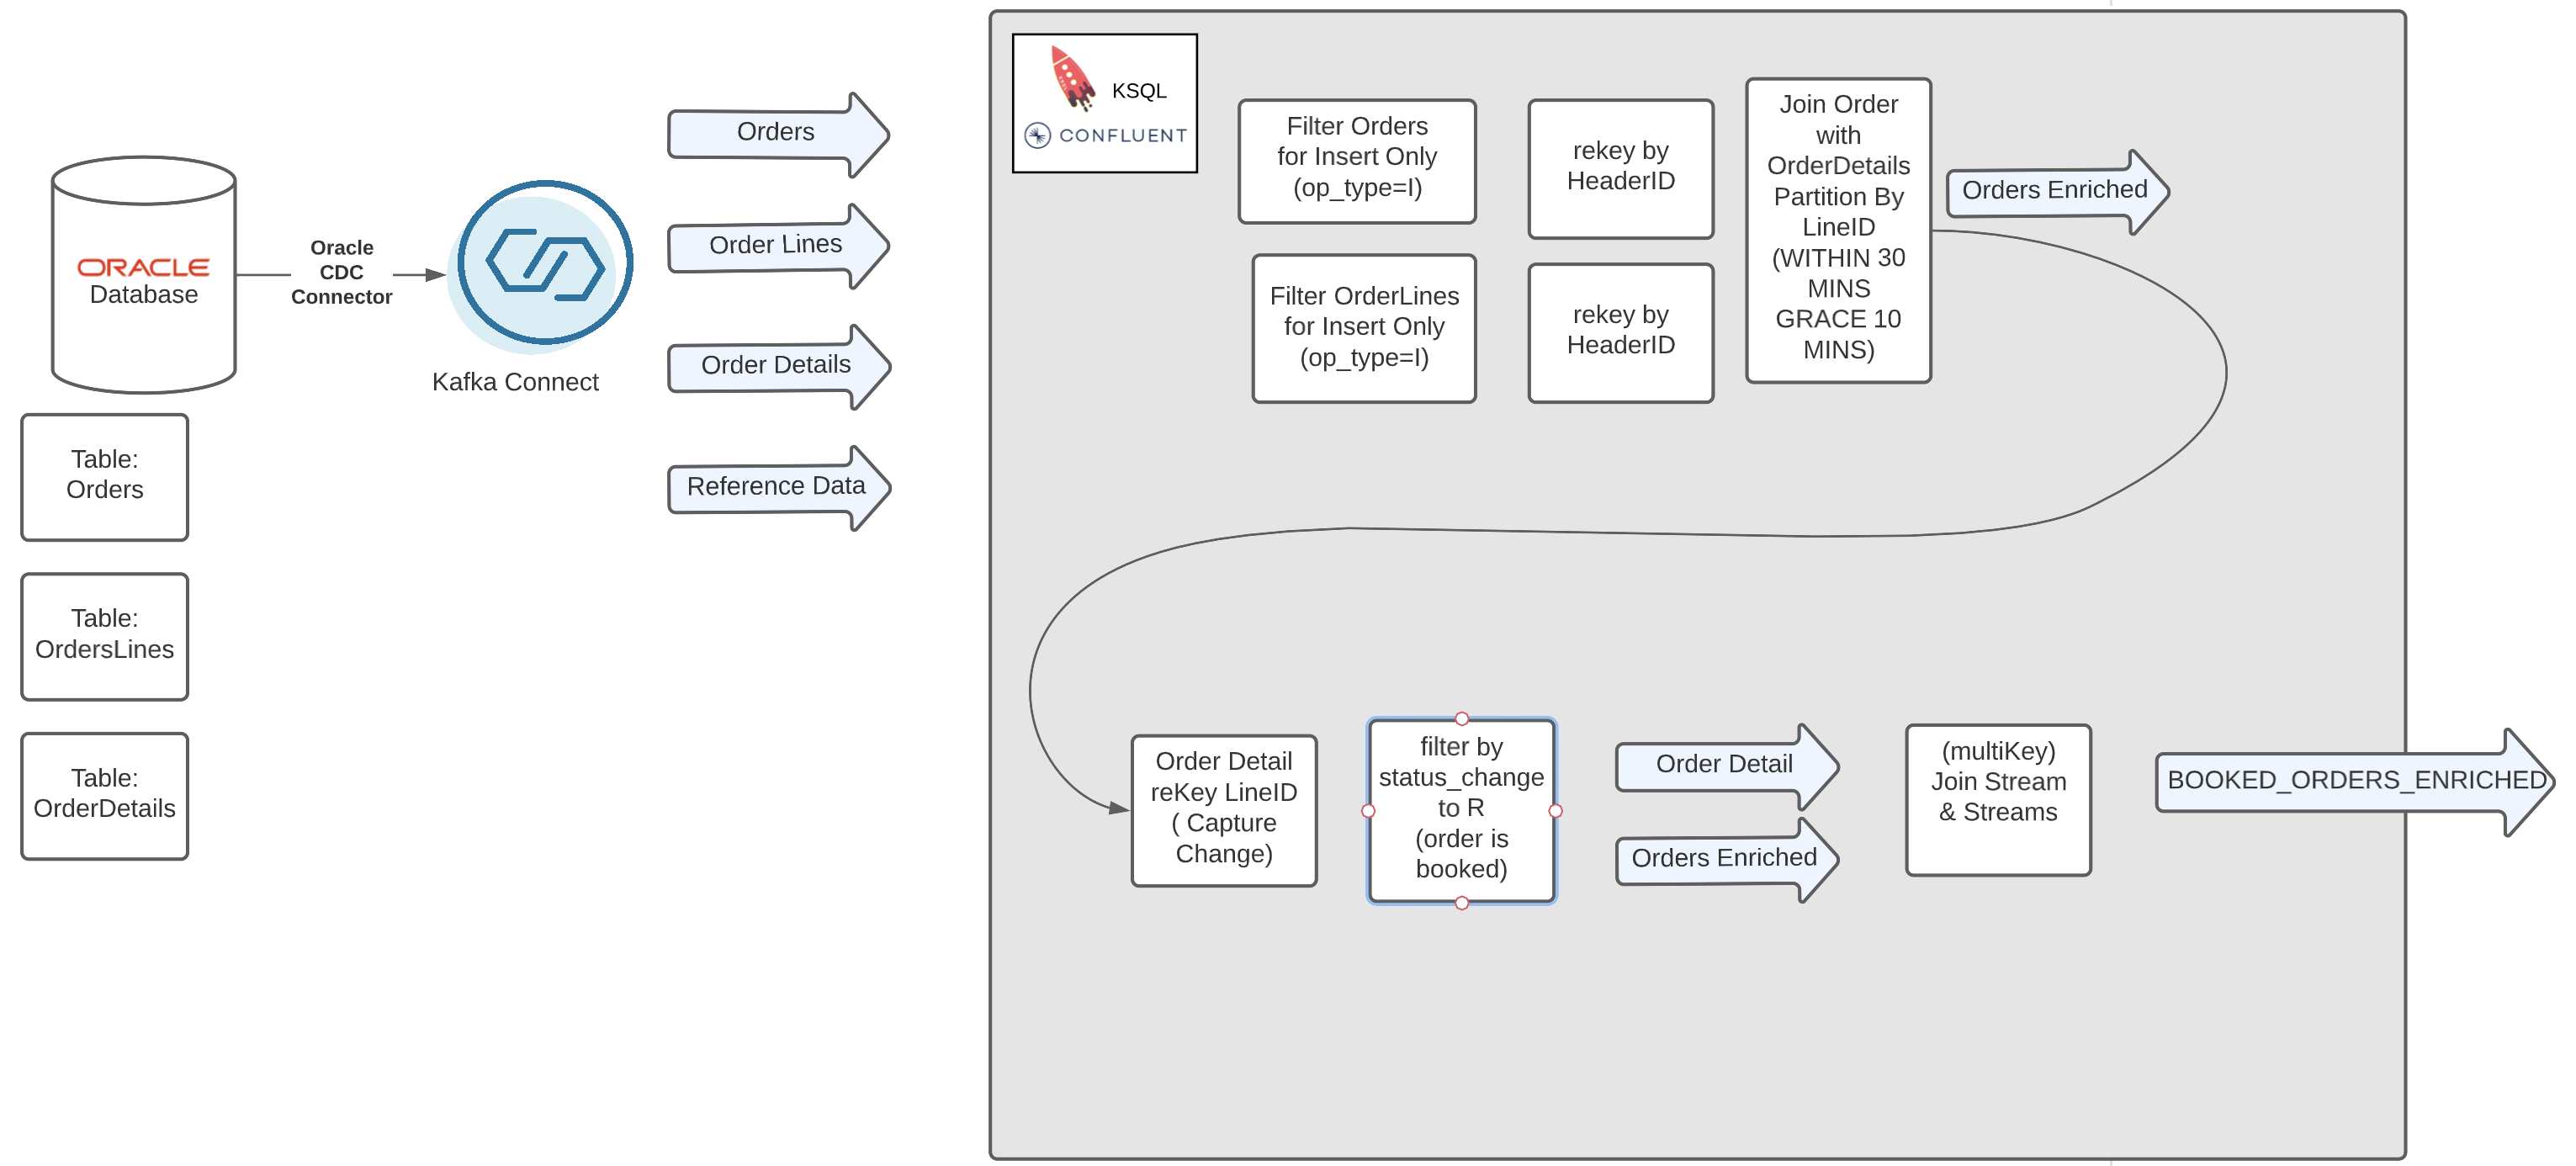 ORACLE
Database
Oracle
CDC
Connector
Kafka Connect
Table:
Orders
Table:
OrdersLines
Table:
OrderDetails
Orders
Order Lines
Order Details
Reference Data
KSQL
CONFLUENT
Filter Orders
for Insert Only
(op_type=I)
rekey by
HeaderID
Filter OrderLines
for Insert Only
(op_type=I)
rekey by
HeaderID
Join Order
with
OrderDetails
Partition By
LineID
(WITHIN 30
MINS
GRACE 10
MINS)
Orders Enriched
Order Detail
reKey LineID
( Capture
Change)
filter by
status_change
to R
(order is
booked)
Order Detail
Orders Enriched
(multiKey)
Join Stream
& Streams
BOOKED_ORDERS_ENRICHED